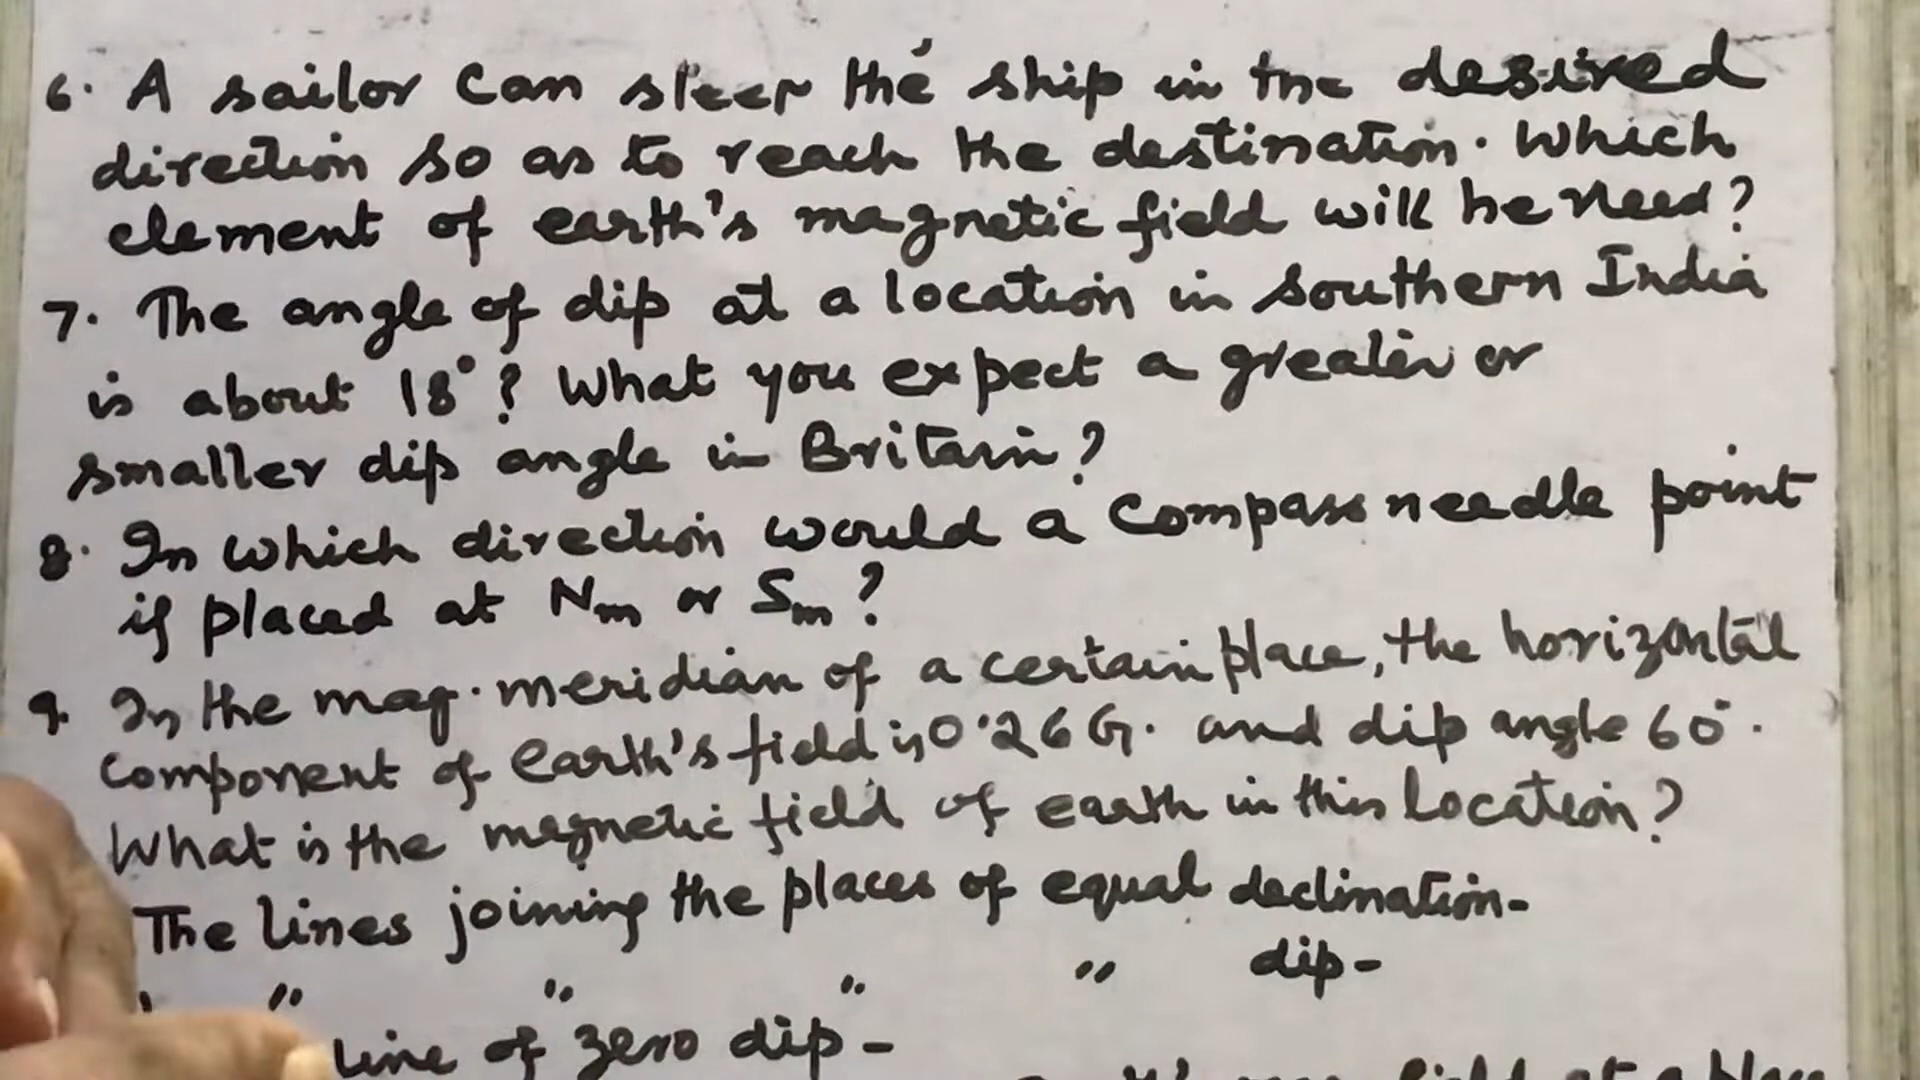 6. A sailor can steer the ship in the desired
direction so as to reach the destination. Which
element of earth's magnetic field will he need?
7. The angle of dip at a location in southern India
is about 18°? What you expect a greater or
smaller dip angle in Britain?
8. In which direction would a compass needle point
if placed at Nm or Sm?
9. In the mag. meridian of a certain place, the horizontal
component of earth's field is 0.26 G. and dip angle 60°.
What is the magnetic field of earth in this location?
The lines joining the places of equal declination-
" " " " dip-
line of zero dip-
field at a place